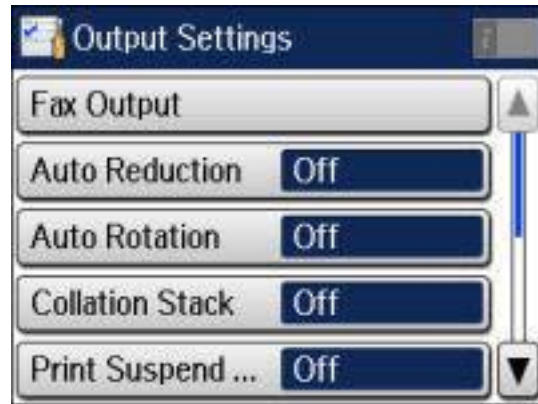 Output Settings
Fax Output
Auto Reduction Off
Auto Rotation Off
Collation Stack Off
Print Suspend ... Off